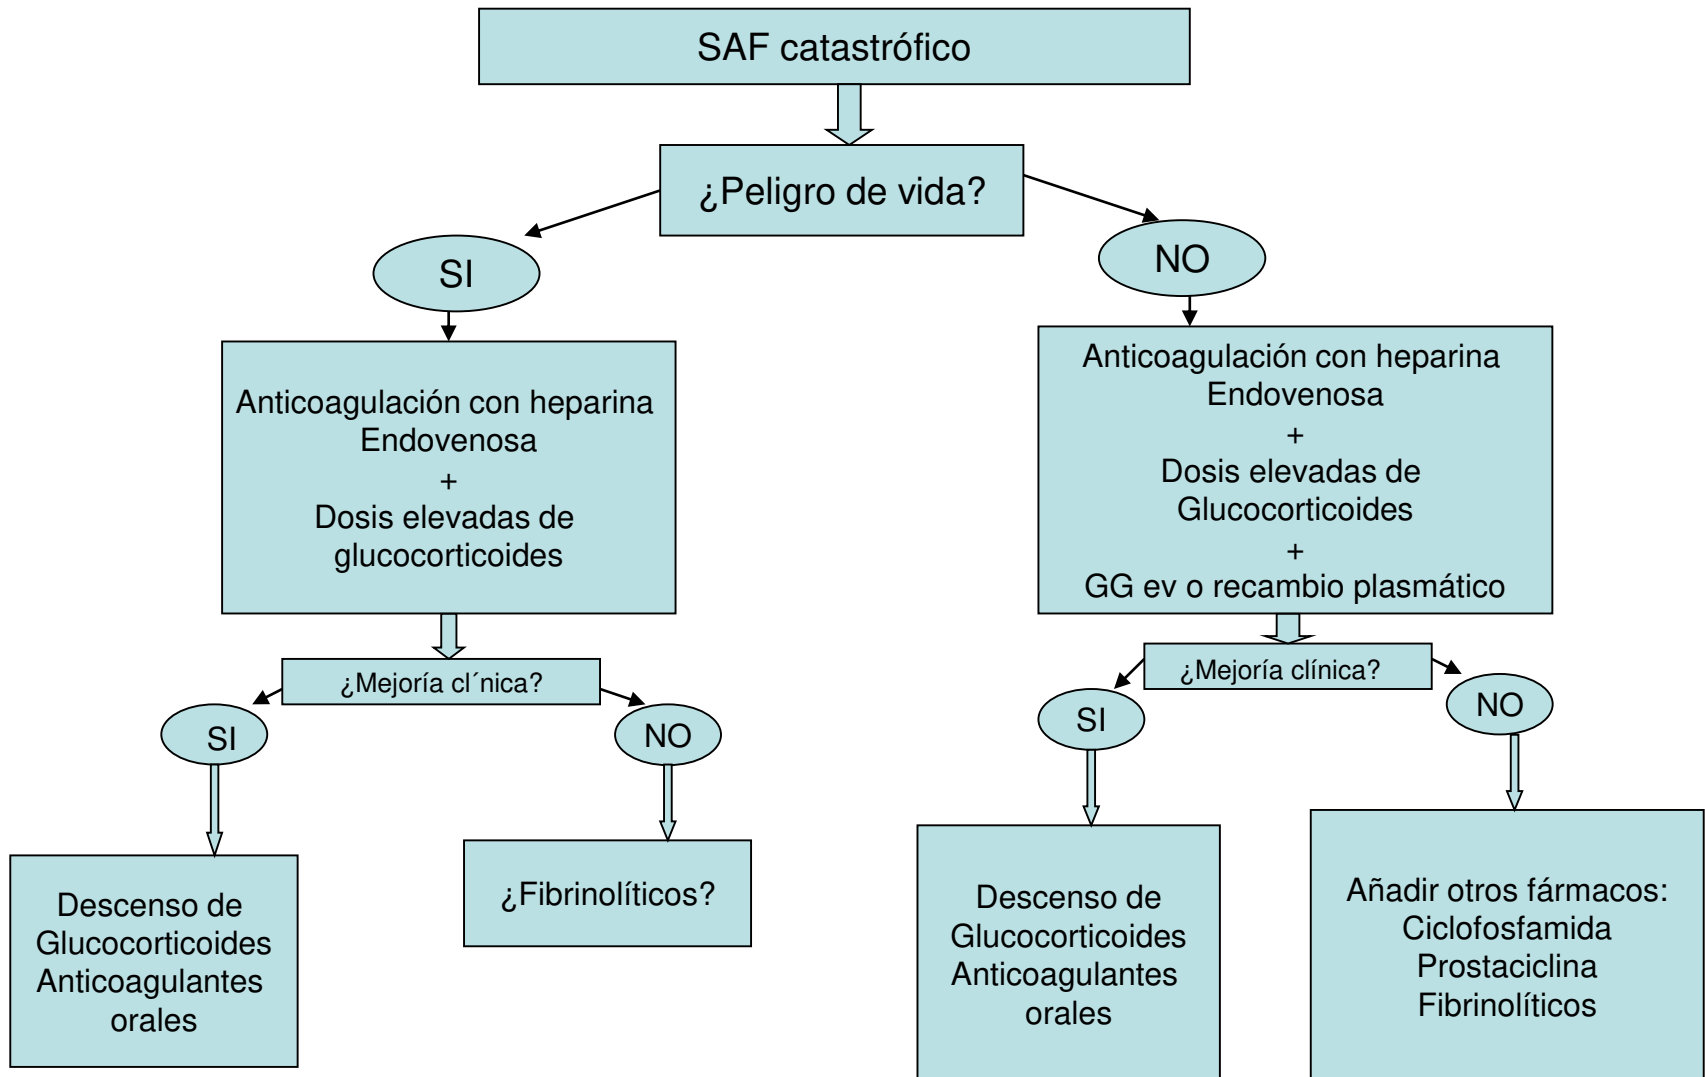 SAF catastrófico
¿Peligro de vida?
SI
NO
Anticoagulación con heparina
Endovenosa
+
Dosis elevadas de
glucocorticoides
Anticoagulación con heparina
Endovenosa
+
Dosis elevadas de
Glucocorticoides
+
GG ev o recambio plasmático
¿Mejoría cl´nica?
¿Mejoría clínica?
SI
NO
SI
NO
Descenso de
Glucocorticoides
Anticoagulantes
orales
¿Fibrinolíticos?
Descenso de
Glucocorticoides
Anticoagulantes
orales
Añadir otros fármacos:
Ciclofosfamida
Prostaciclina
Fibrinolíticos